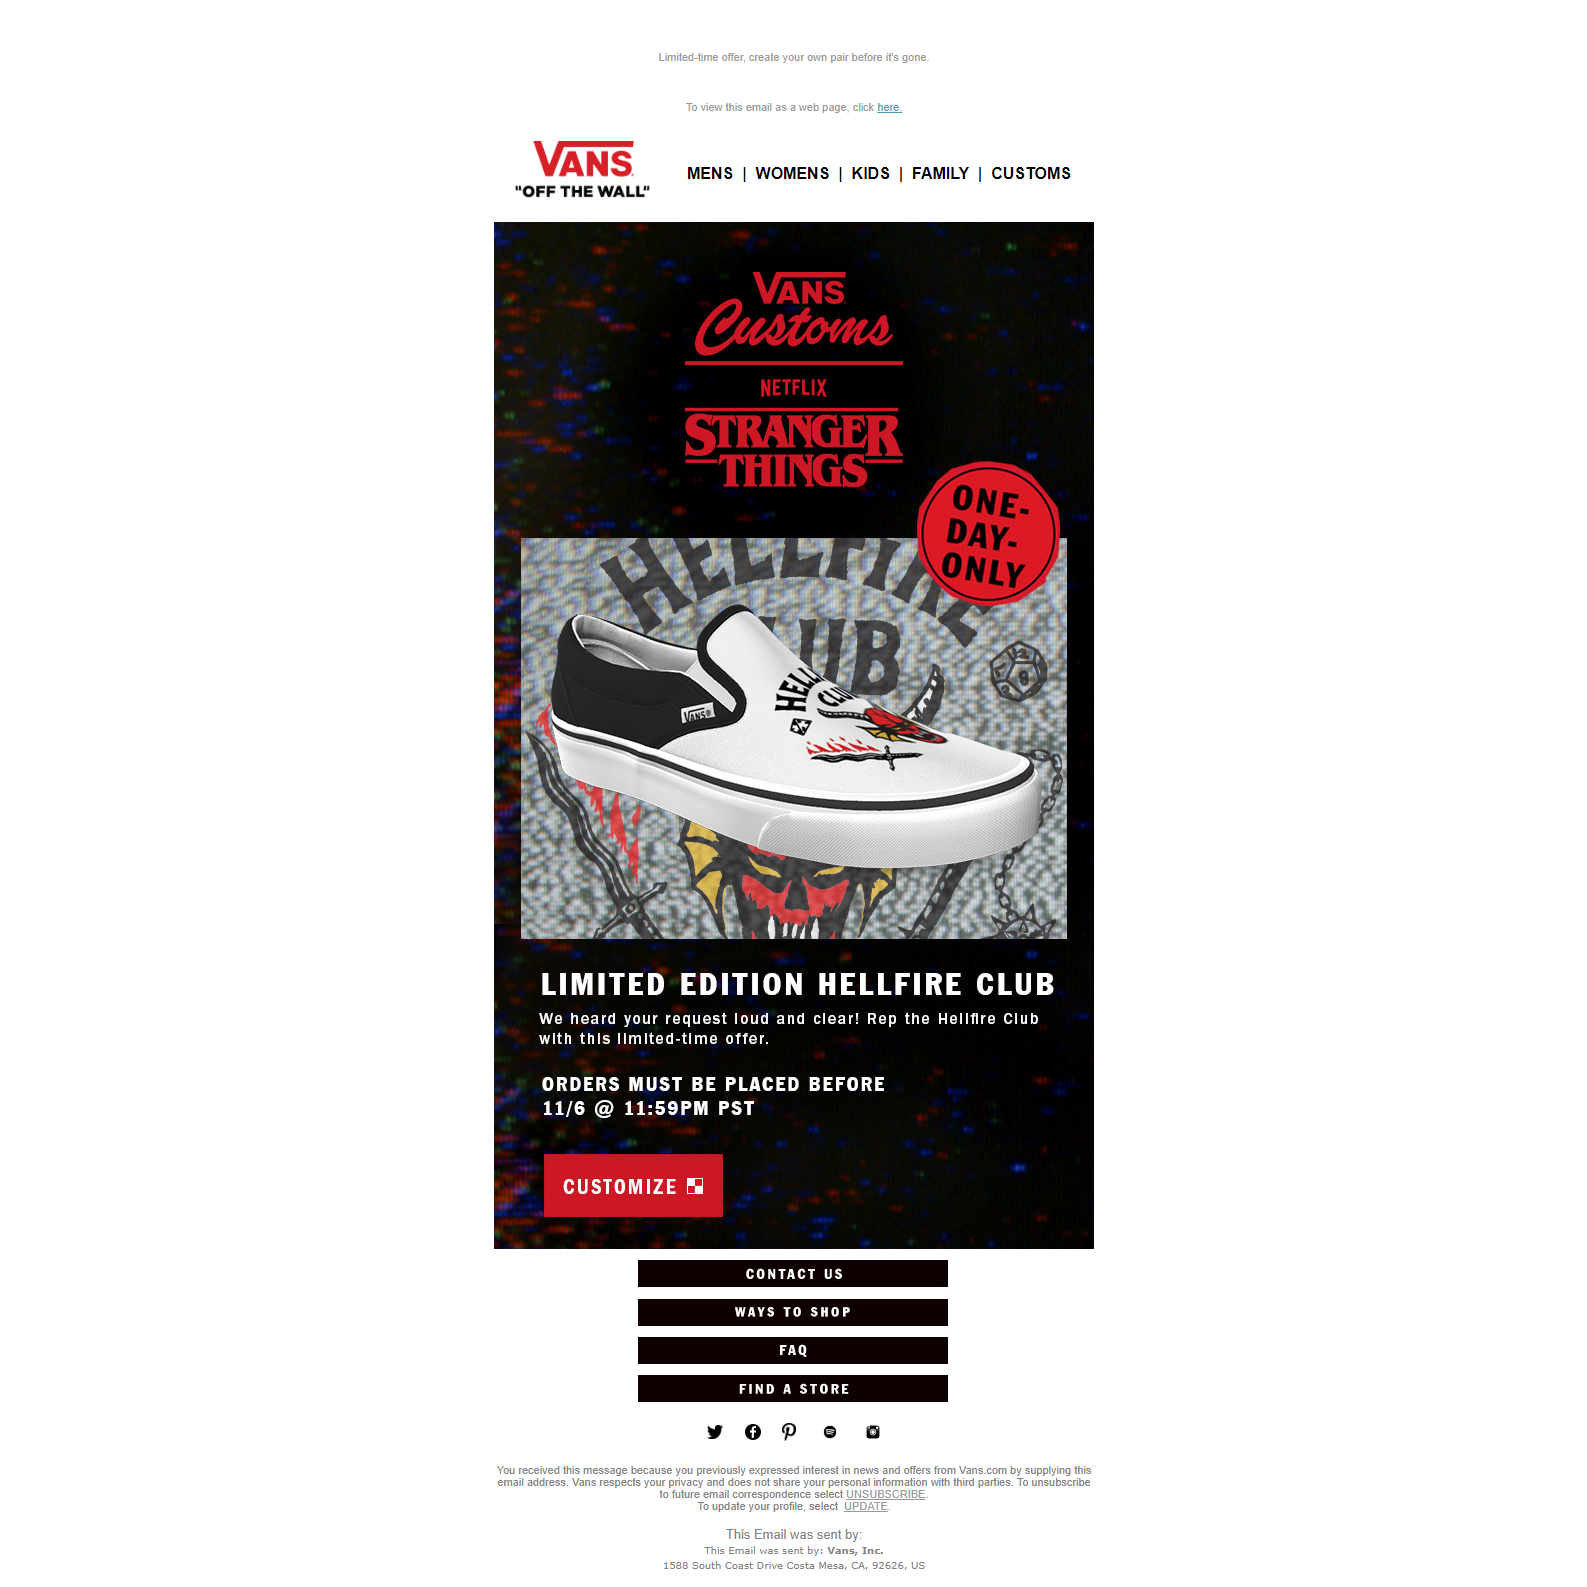 Limited-time offer, create your own pair before it's gone.
To view this email as a web page, click here.
VANS
"OFF THE WALL"
MENS | WOMENS | KIDS | FAMILY | CUSTOMS
VANS
Customs
NETFLIX
STRANGER
THINGS
ONE-
DAY-
ONLY
HELLFIRE
CLUB
HELLFIRE
CLUB
VANS
LIMITED EDITION HELLFIRE CLUB
We heard your request loud and clear! Rep the Hellfire Club
with this limited-time offer.
ORDERS MUST BE PLACED BEFORE
11/6 @ 11:59PM PST
CUSTOMIZE
CONTACT US
WAYS TO SHOP
FAQ
FIND A STORE
You received this message because you previously expressed interest in news and offers from Vans.com by supplying this
email address. Vans respects your privacy and does not share your personal information with third parties. To unsubscribe
to future email correspondence select UNSUBSCRIBE.
To update your profile, select UPDATE.
This Email was sent by:
This Email was sent by: Vans, Inc.
1588 South Coast Drive Costa Mesa, CA, 92626, US